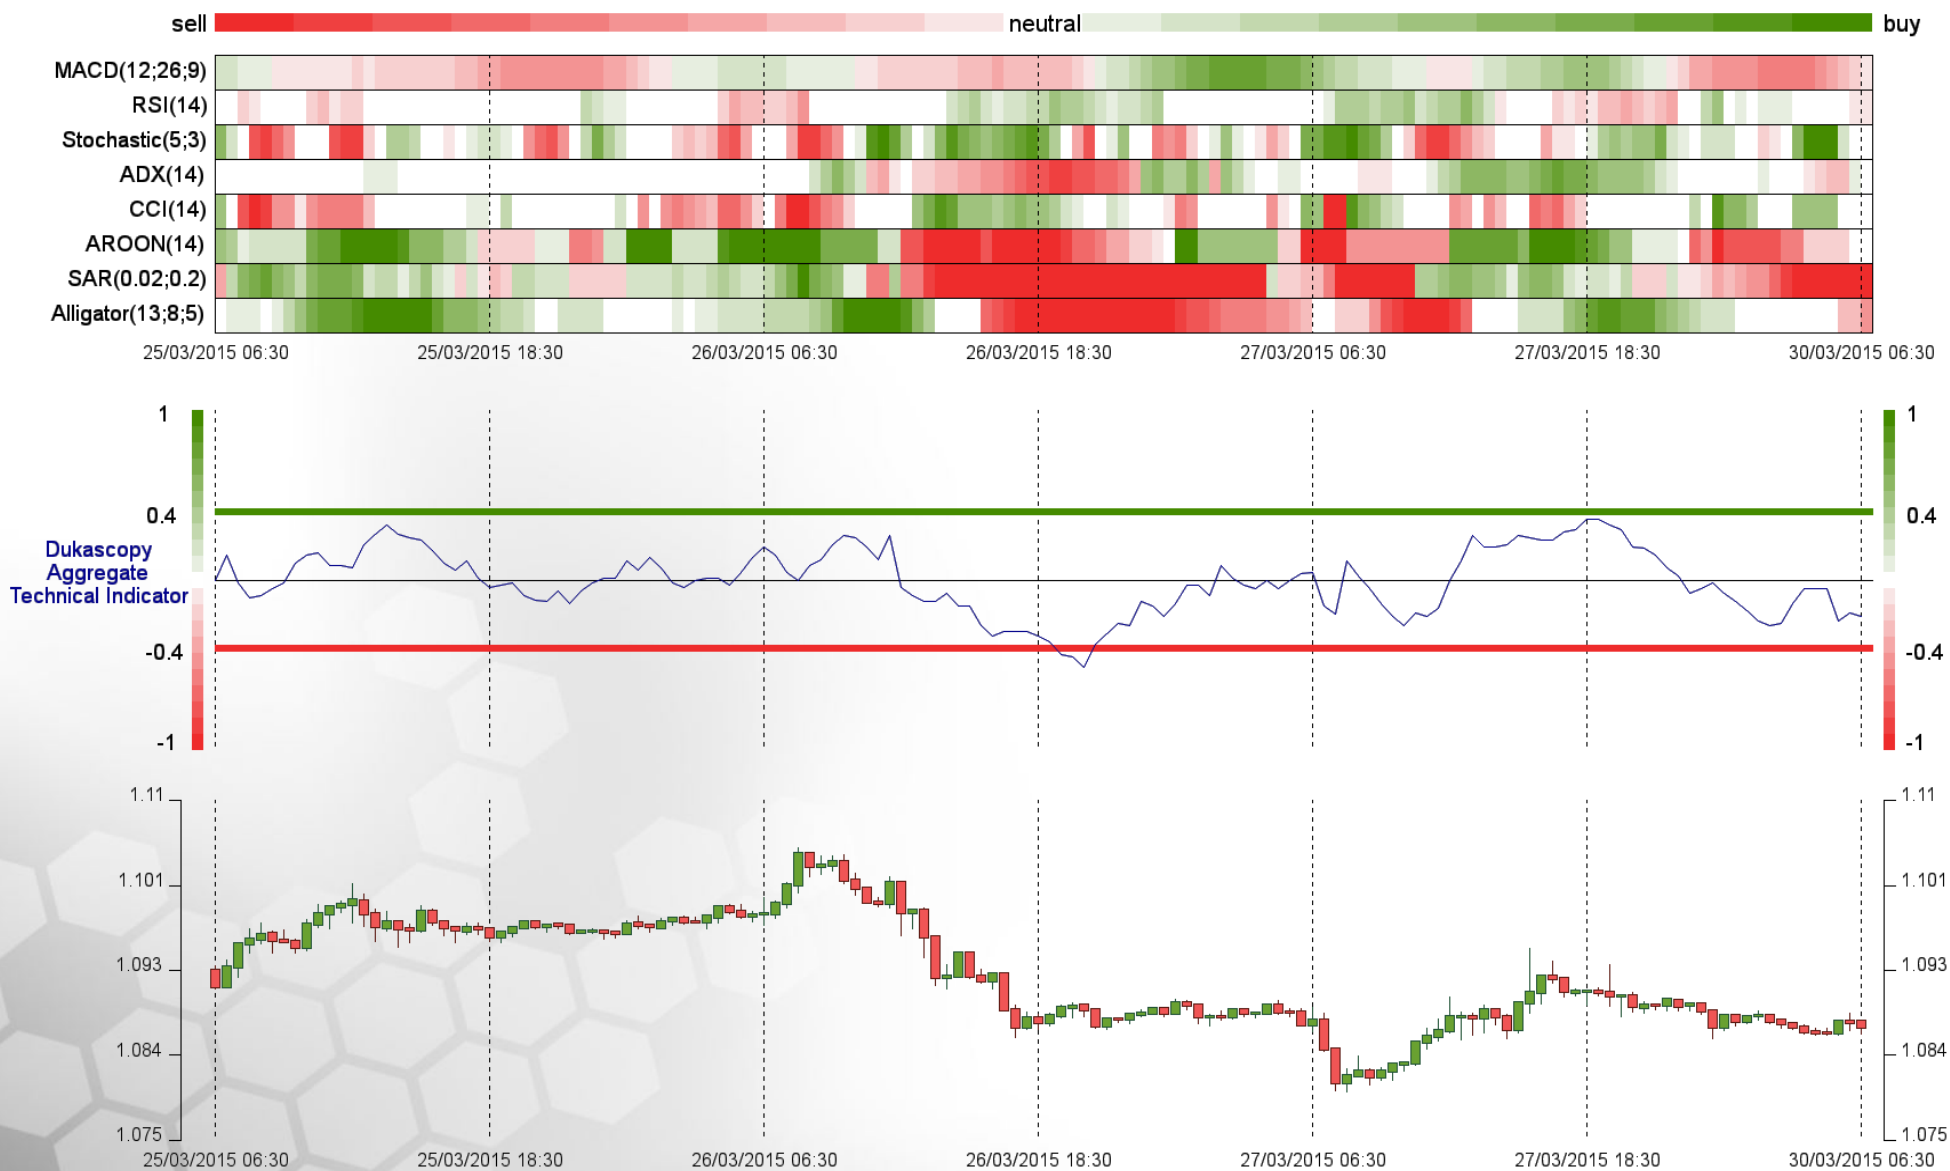 sell neutral buy
MACD(12;26;9)
RSI(14)
Stochastic(5;3)
ADX(14)
CCI(14)
AROON(14)
SAR(0.02;0.2)
Alligator(13;8;5)
25/03/2015 06:30 25/03/2015 18:30 26/03/2015 06:30 26/03/2015 18:30 27/03/2015 06:30 27/03/2015 18:30 30/03/2015 06:30
1 1
0.4 0.4
Dukascopy
Aggregate
Technical Indicator
-0.4 -0.4
-1 -1
1.11 1.11
1.101 1.101
1.093 1.093
1.084 1.084
1.075 1.075
25/03/2015 06:30 25/03/2015 18:30 26/03/2015 06:30 26/03/2015 18:30 27/03/2015 06:30 27/03/2015 18:30 30/03/2015 06:30